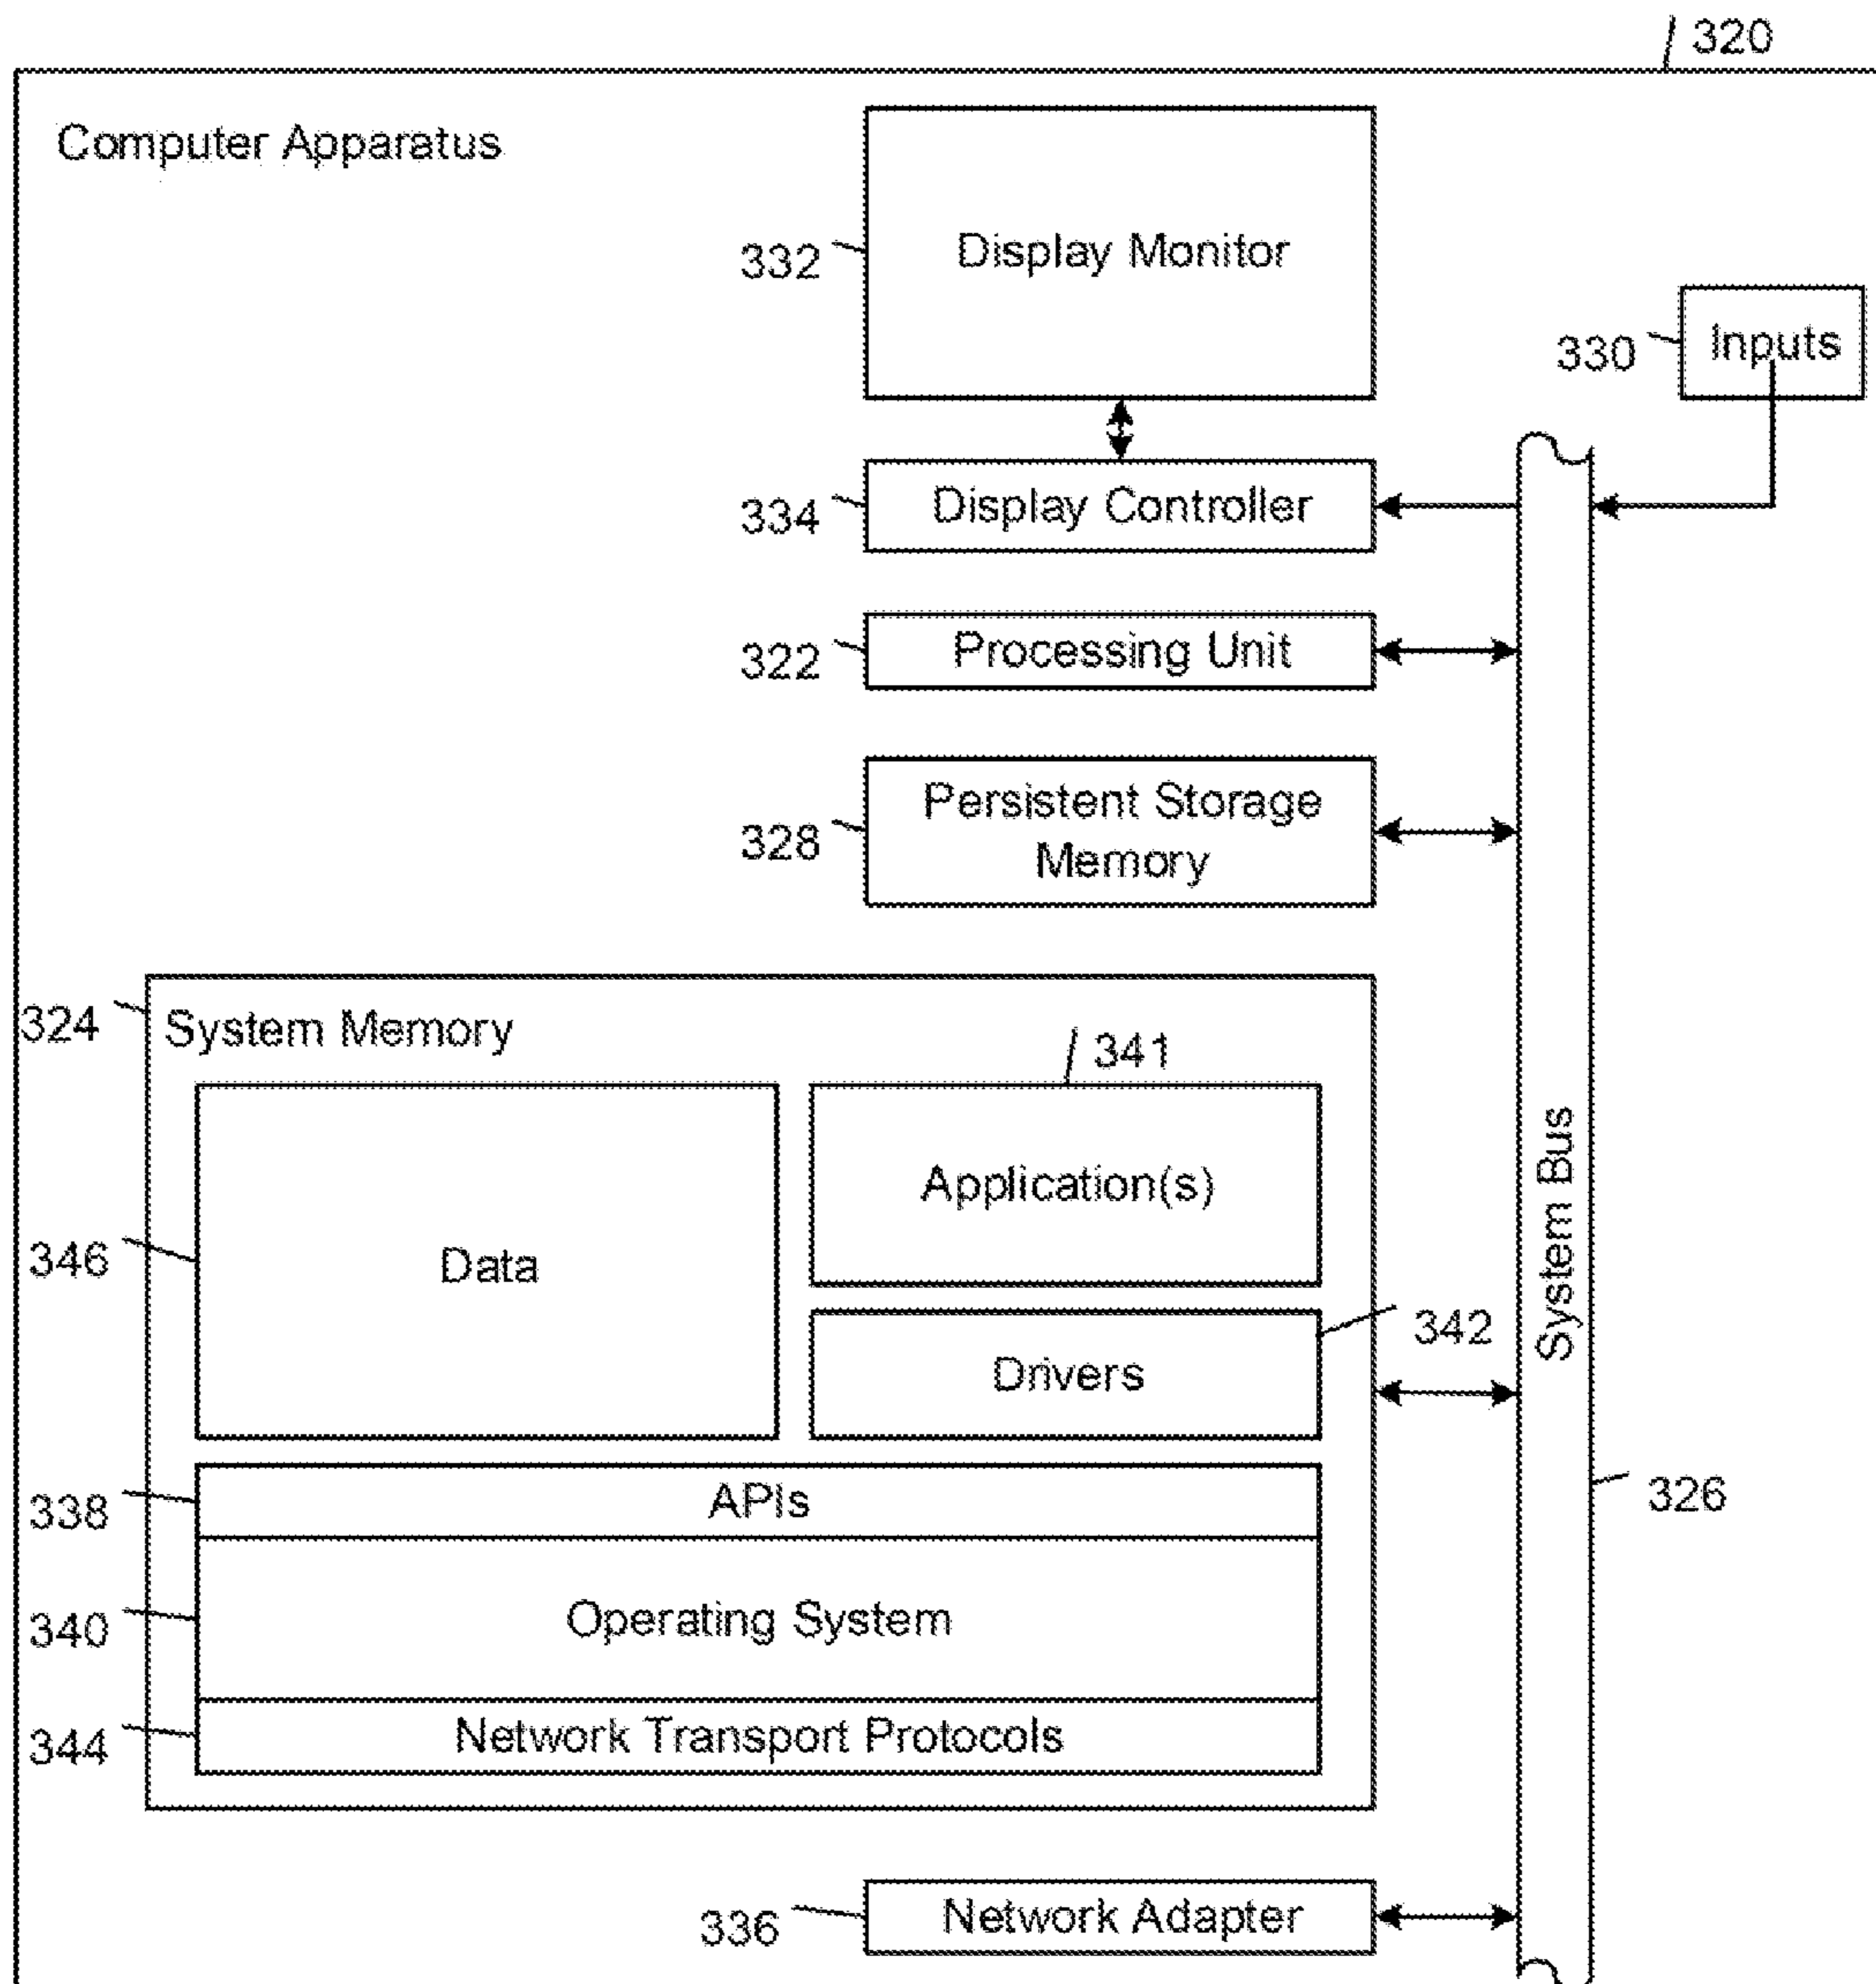 320
Computer Apparatus
Display Monitor
332
Inputs
330
Display Controller
334
Processing Unit
322
Persistent Storage
Memory
328
324
System Memory
341
Application(s)
346
Data
342
Drivers
System Bus
326
338
APIs
340
Operating System
344
Network Transport Protocols
336
Network Adapter